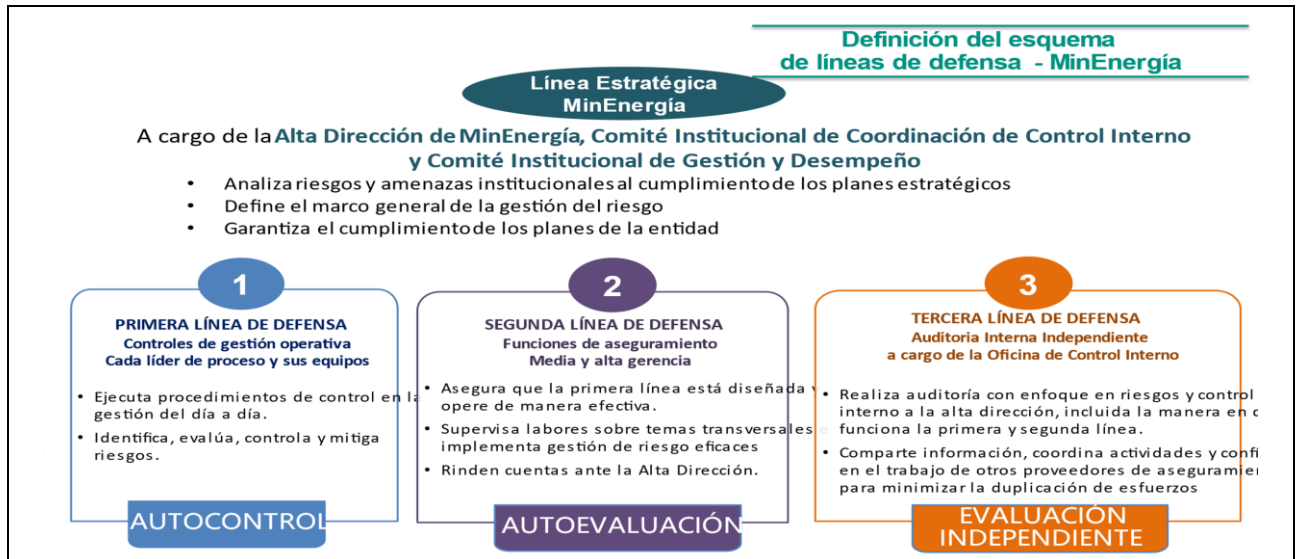 Definición del esquema
de líneas de defensa - MinEnergía
Línea Estratégica
MinEnergía
A cargo de la Alta Dirección de MinEnergía, Comité Institucional de Coordinación de Control Interno
y Comité Institucional de Gestión y Desempeño
• Analiza riesgos y amenazas institucionales al cumplimiento de los planes estratégicos
• Define el marco general de la gestión del riesgo
• Garantiza el cumplimiento de los planes de la entidad
1
PRIMERA LÍNEA DE DEFENSA
Controles de gestión operativa
Cada líder de proceso y sus equipos
• Ejecuta procedimientos de control en la
gestión del día a día.
• Identifica, evalúa, controla y mitiga
riesgos.
AUTOCONTROL
2
SEGUNDA LÍNEA DE DEFENSA
Funciones de aseguramiento
Media y alta gerencia
• Asegura que la primera línea está diseñada y
opere de manera efectiva.
• Supervisa labores sobre temas transversales e
implementa gestión de riesgo eficaces
• Rinden cuentas ante la Alta Dirección.
AUTOEVALUACIÓN
3
TERCERA LÍNEA DE DEFENSA
Auditoria Interna Independiente
a cargo de la Oficina de Control Interno
• Realiza auditoría con enfoque en riesgos y control
interno a la alta dirección, incluida la manera en
funciona la primera y segunda línea.
• Comparte información, coordina actividades y
en el trabajo de otros proveedores de
para minimizar la duplicación de esfuerzos
EVALUACIÓN
INDEPENDIENTE